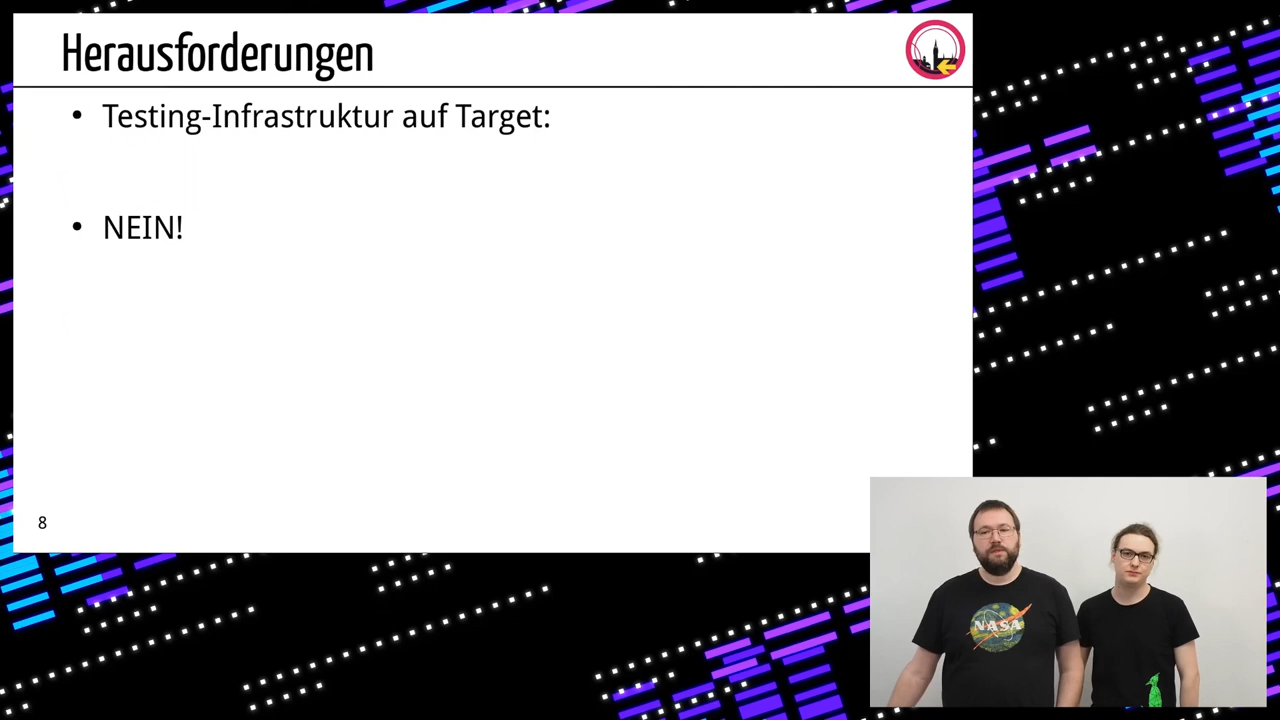 Herausforderungen
• Testing-Infrastruktur auf Target:
• NEIN!
8
NASA